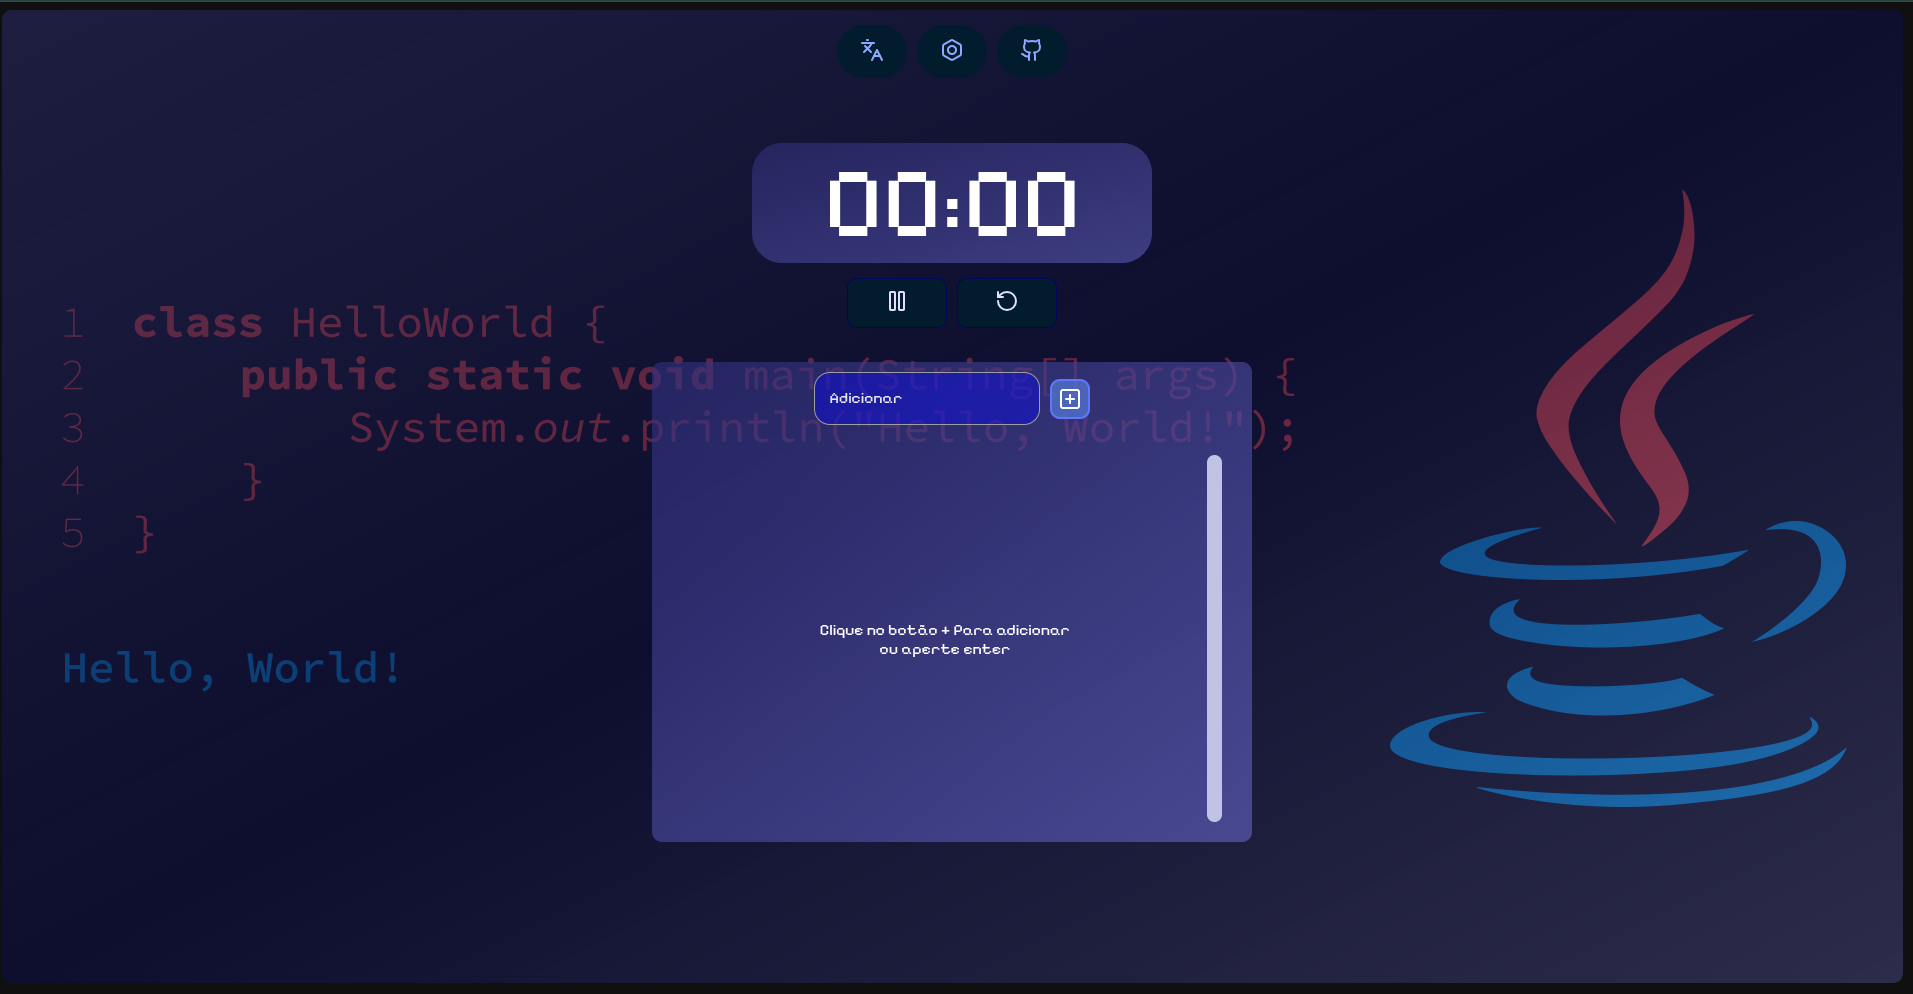 00:00
1 class HelloWorld {
2 public static void main(String[] args) {
Adicionar
3 System.out.println("Hello, World!");
4 }
5 }
Clique no botão + Para adicionar
ou aperte enter
Hello, World!